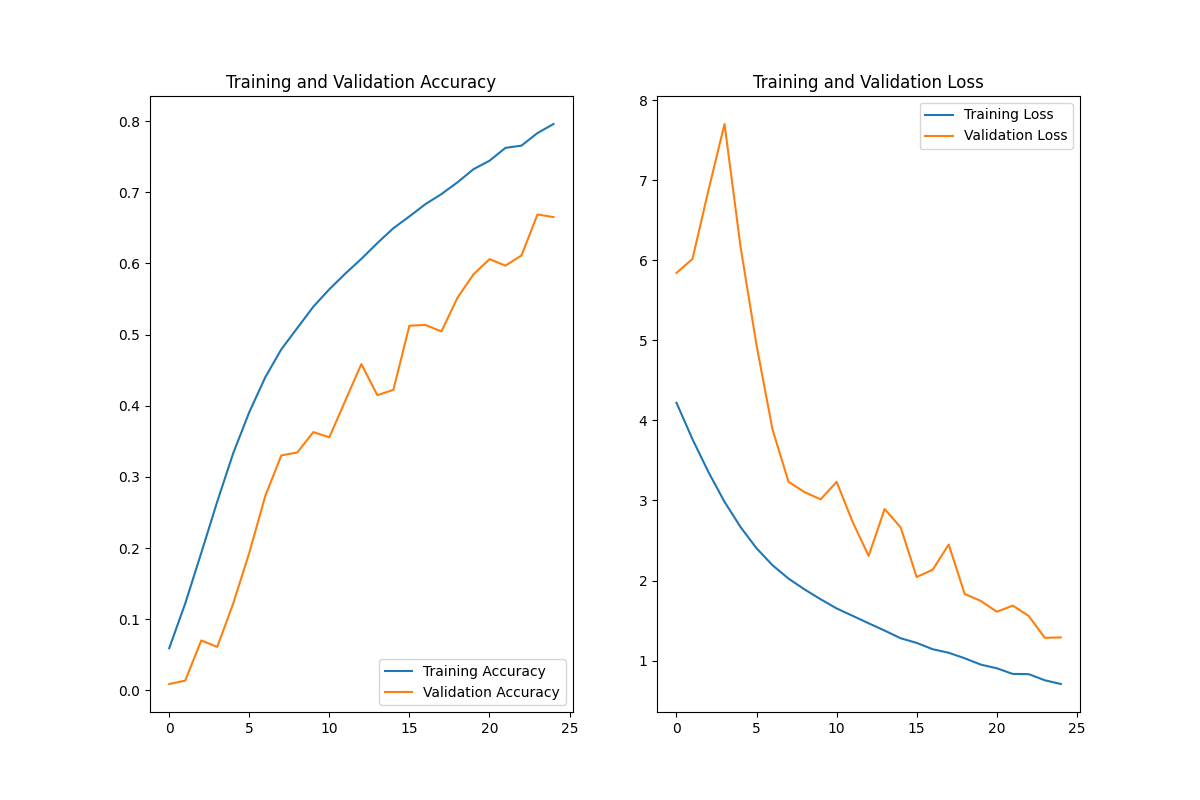 Training and Validation Accuracy
0.8
0.7
0.6
0.5
0.4
0.3
0.2
0.1
0.0
Training Accuracy
Validation Accuracy
0 5 10 15 20 25
Training and Validation Loss
8
7
6
5
4
3
2
1
Training Loss
Validation Loss
0 5 10 15 20 25